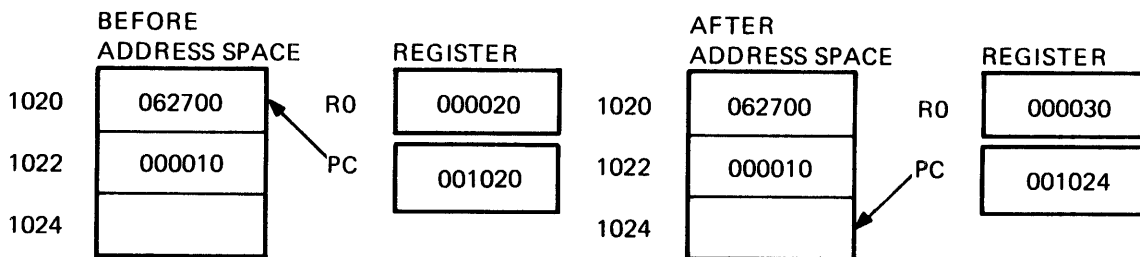 BEFORE
ADDRESS SPACE
REGISTER
1020 062700 R0 000020
1022 000010 PC 001020
1024
AFTER
ADDRESS SPACE
REGISTER
1020 062700 R0 000030
1022 000010 PC 001024
1024